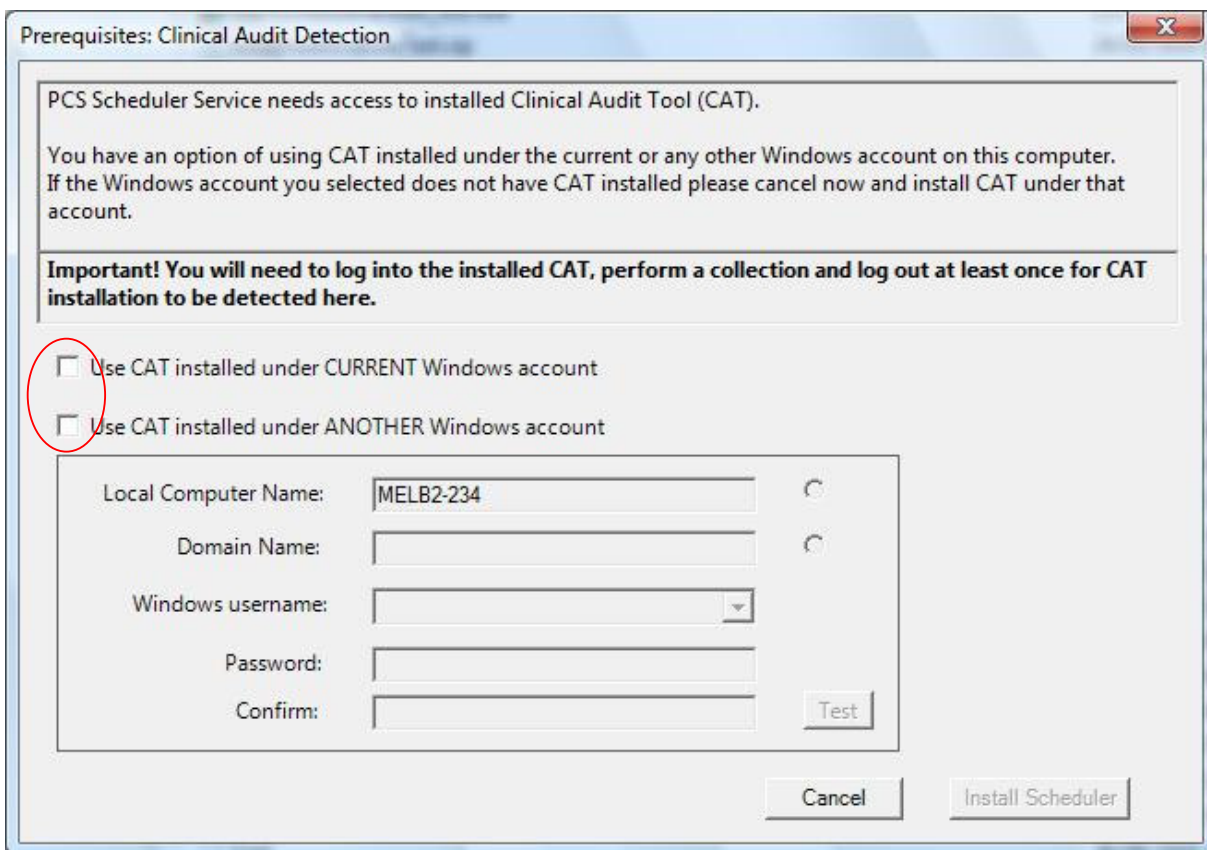 Prerequisites: Clinical Audit Detection
PCS Scheduler Service needs access to installed Clinical Audit Tool (CAT).
You have an option of using CAT installed under the current or any other Windows account on this computer.
If the Windows account you selected does not have CAT installed please cancel now and install CAT under that
account.
Important! You will need to log into the installed CAT, perform a collection and log out at least once for CAT
installation to be detected here.
Use CAT installed under CURRENT Windows account
Use CAT installed under ANOTHER Windows account
Local Computer Name: MELB2-234
Domain Name:
Windows username:
Password:
Confirm: Test
Cancel Install Scheduler